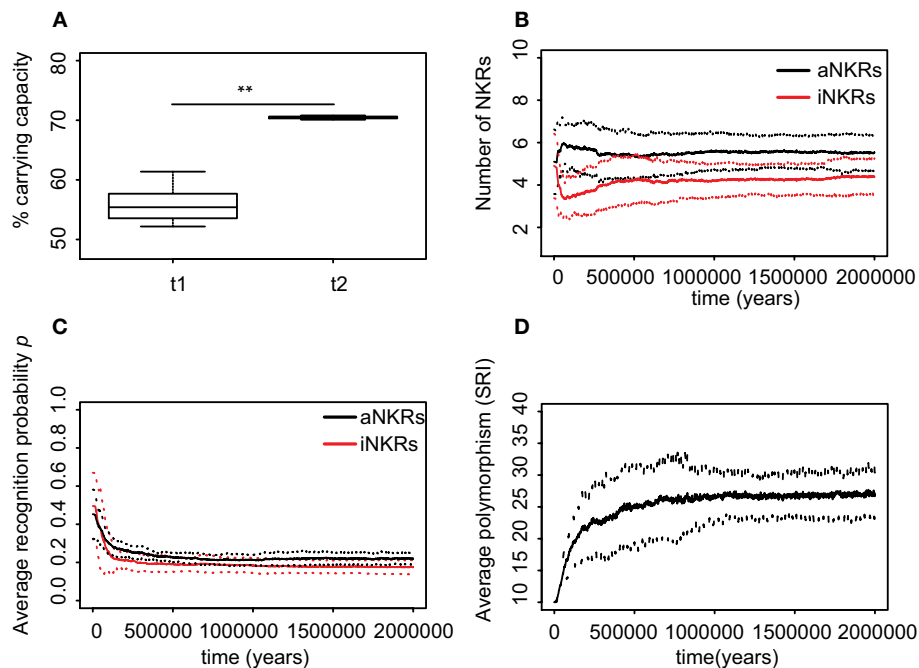 A
% carrying capacity
80
70
60
50
**
t1
t2
B
Number of NKRs
10
8
6
4
2
aNKRs
iNKRs
0 500000 1000000 1500000 2000000
time (years)
C
Average recognition probability p
1.0
0.8
0.6
0.4
0.2
0.0
aNKRs
iNKRs
0 500000 1000000 1500000 2000000
time (years)
D
Average polymorphism (SRI)
40
35
30
25
20
15
10
0 500000 1000000 1500000 2000000
time(years)